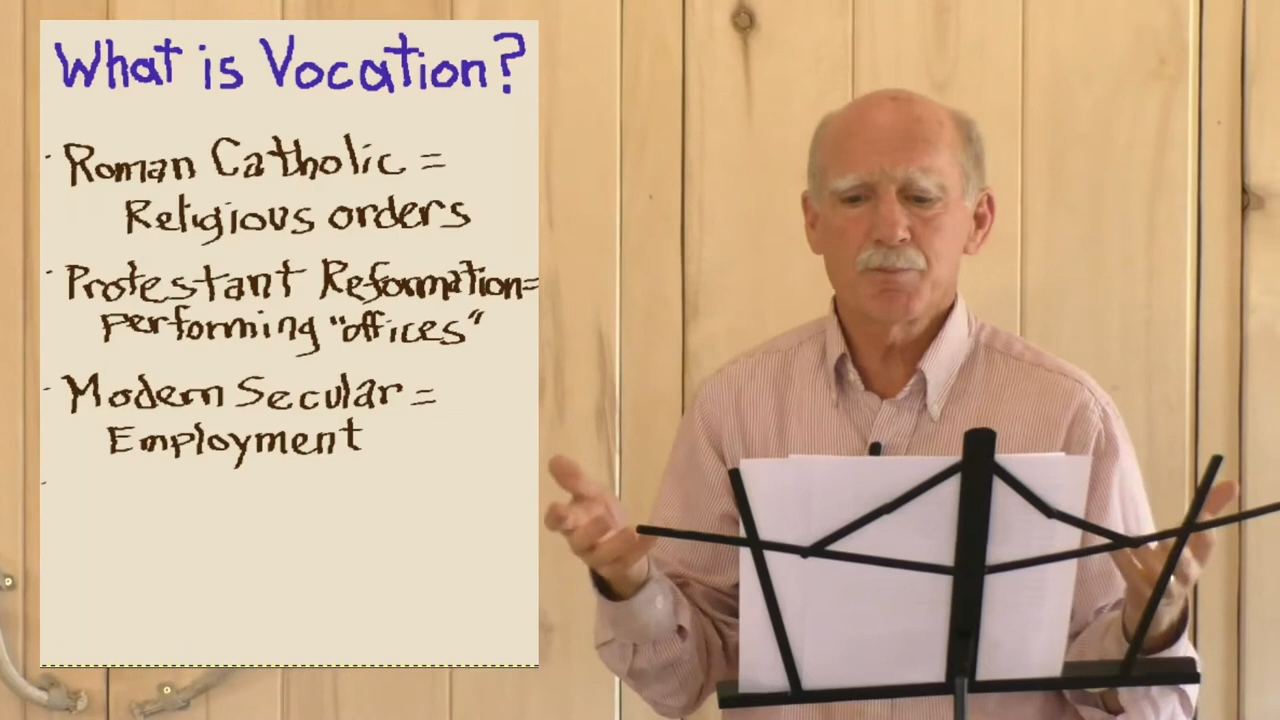 What is Vocation?
· Roman Catholic =
Religious orders
· Protestant Reformation=
performing "offices"
- Modern Secular =
Employment
-